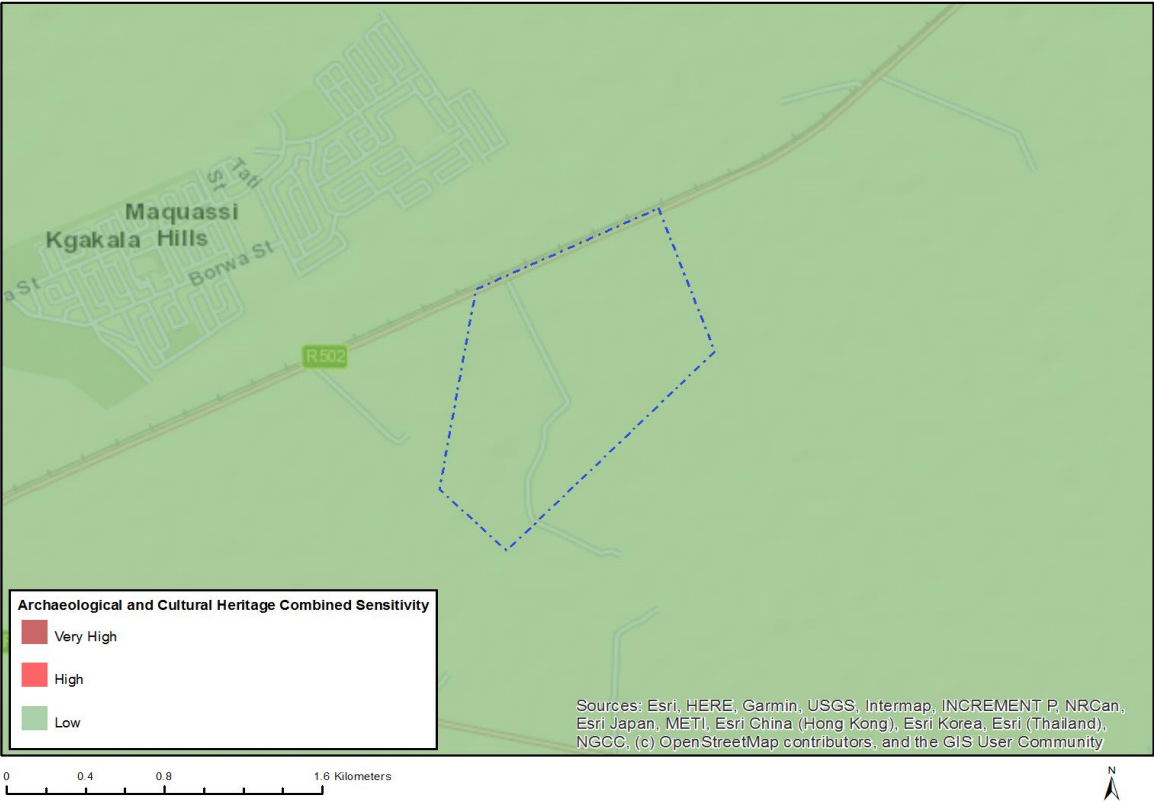 Tati
St
Maquassi
Kgakala Hills
Borwa St
a St
R502
Archaeological and Cultural Heritage Combined Sensitivity
Very High
High
Low
Sources: Esri, HERE, Garmin, USGS, Intermap, INCREMENT P, NRCan,
Esri Japan, METI, Esri China (Hong Kong), Esri Korea, Esri (Thailand),
NGCC, (c) OpenStreetMap contributors, and the GIS User Community
0 0.4 0.8 1.6 Kilometers
N